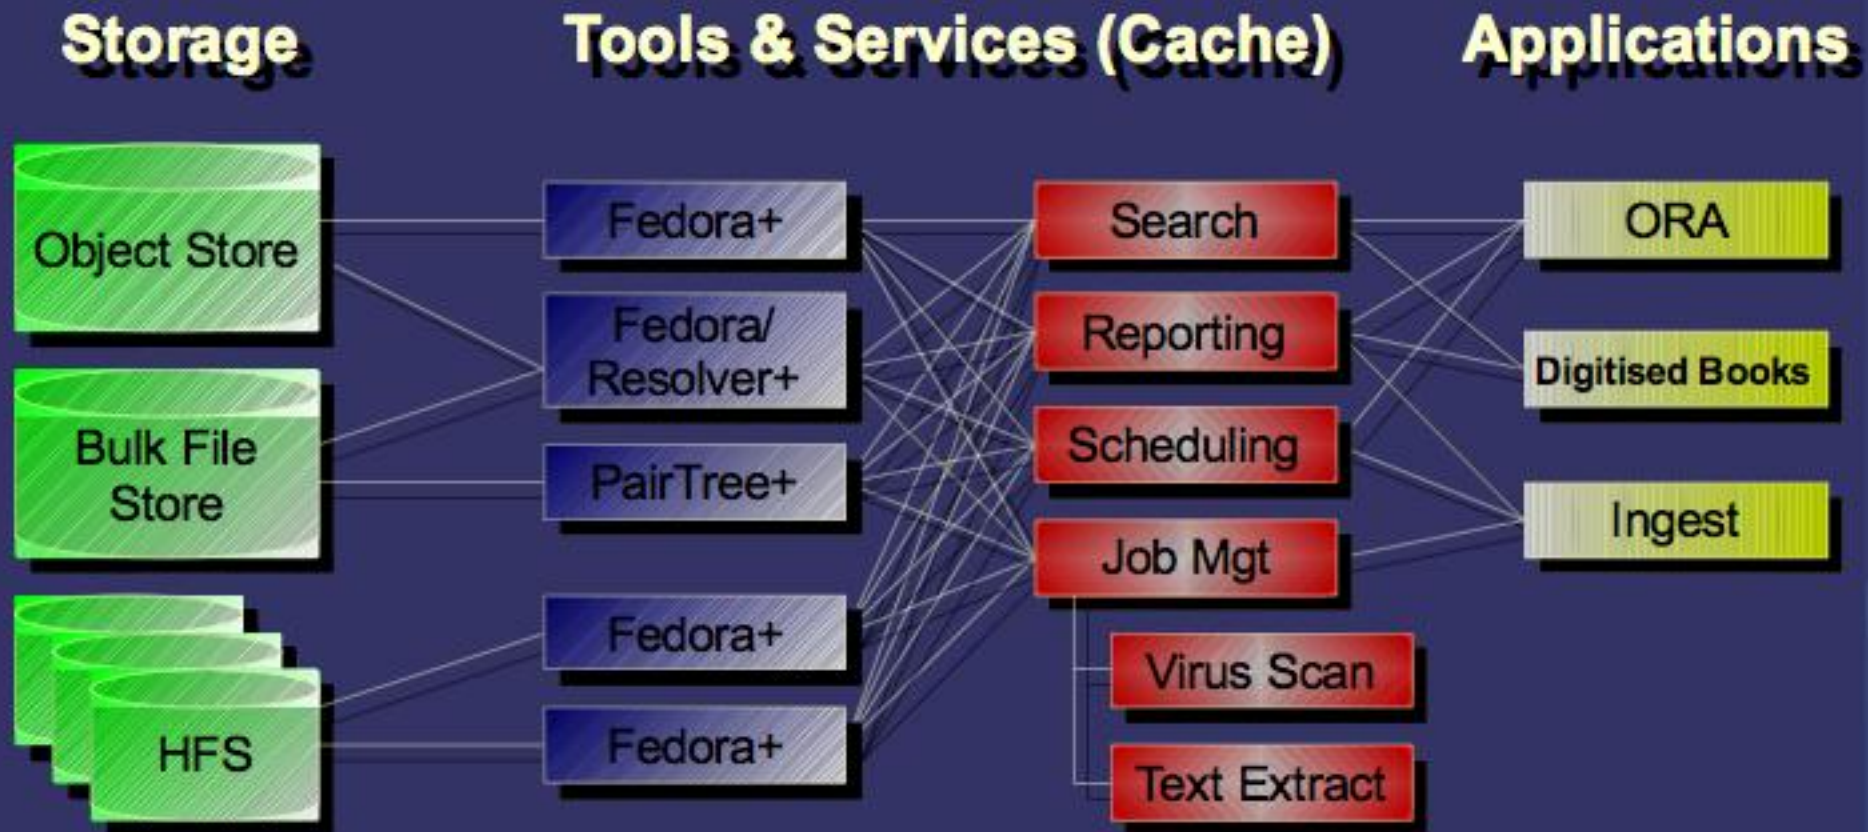 Storage
Tools & Services (Cache)
Applications
Object Store
Bulk File
Store
HFS
Fedora+
Fedora/
Resolver+
PairTree+
Fedora+
Fedora+
Search
Reporting
Scheduling
Job Mgt
Virus Scan
Text Extract
ORA
Digitised Books
Ingest